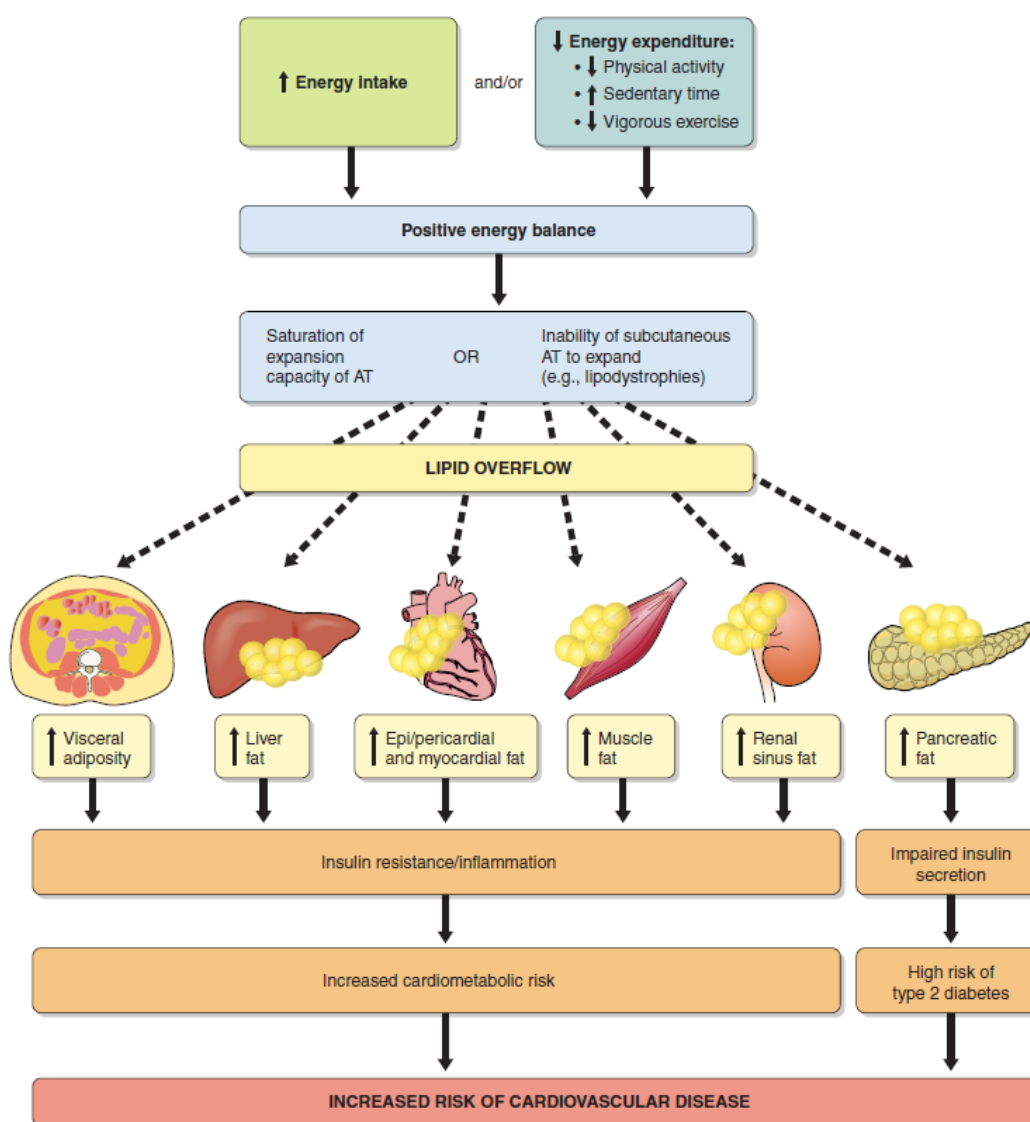 ↑ Energy intake
and/or
↓ Energy expenditure:
• ↓ Physical activity
• ↑ Sedentary time
• ↓ Vigorous exercise
Positive energy balance
Saturation of
expansion
capacity of AT
OR
Inability of subcutaneous
AT to expand
(e.g., lipodystrophies)
LIPID OVERFLOW
↑ Visceral
adiposity
↑ Liver
fat
↑ Epi/pericardial
and myocardial fat
↑ Muscle
fat
↑ Renal
sinus fat
↑ Pancreatic
fat
Insulin resistance/inflammation
Impaired insulin
secretion
Increased cardiometabolic risk
High risk of
type 2 diabetes
INCREASED RISK OF CARDIOVASCULAR DISEASE